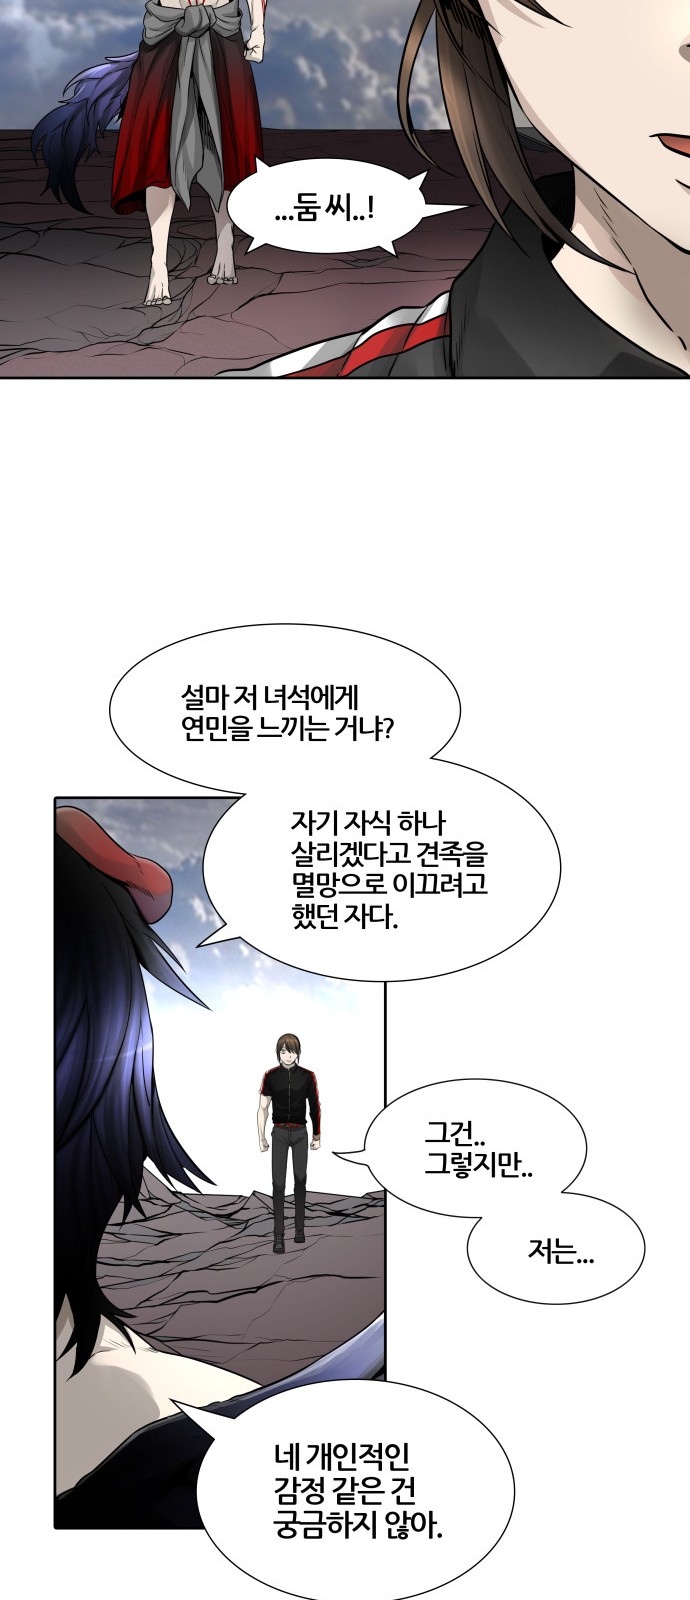 ...둠 씨..!
설마 저 녀석에게
연민을 느끼는 거냐?
자기 자식 하나
살리겠다고 견족을
멸망으로 이끄려고
했던 자다.
그건..
그렇지만..
저는...
네 개인적인
감정 같은 건
궁금하지 않아.